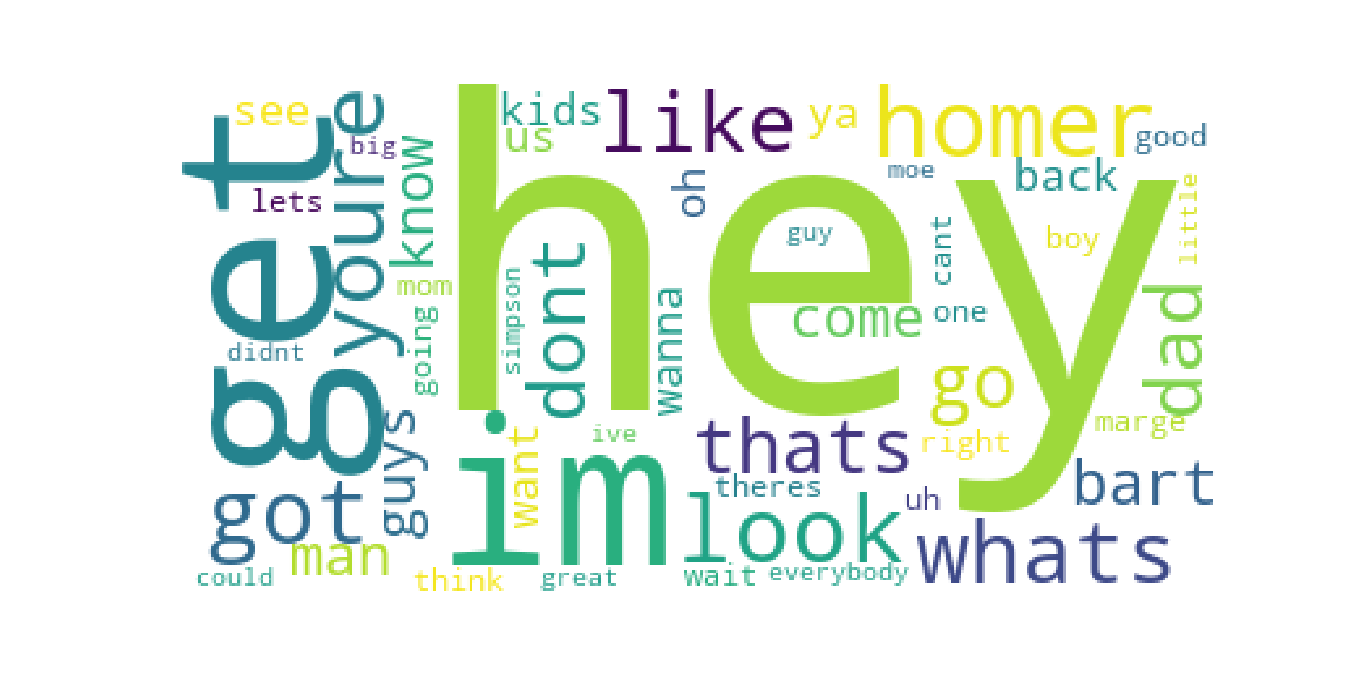 see
kids
like
ya
homer
good
us
big
youre
get
lets
know
hey
oh
moe
back
little
guy
cant
boy
mom
simpson
dont
wanna
come
one
dad
didnt
going
go
guys
im
want
ive
thats
right
marge
got
theres
look
uh
bart
man
could
think
great
wait
everybody
whats